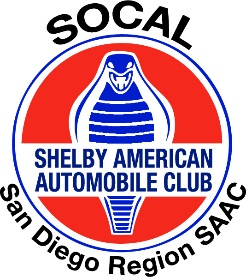 SOCAL
SHELBY AMERICAN
AUTOMOBILE CLUB
San Diego Region SAAC